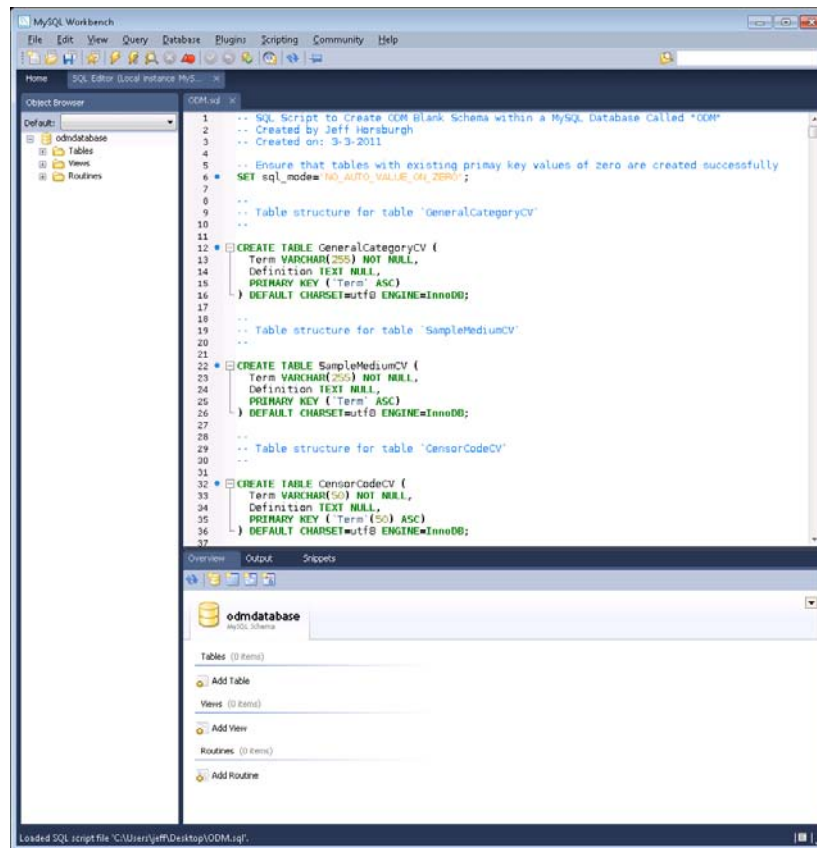 MySQL Workbench
File Edit View Query Database Plugins Scripting Community Help
Home SQL Editor (Local instance MyS...
Object Browser
Default:
odmdatabase
Tables
Views
Routines
ODM.sql
1 -- SQL Script to Create ODM Blank Schema within a MySQL Database Called "ODM"
2 -- Created by Jeff Horsburgh
3 -- Created on: 3-3-2011
4
5 -- Ensure that tables with existing primay key values of zero are created successfully
6 SET sql_mode='NO_AUTO_VALUE_ON_ZERO';
7
8 --
9 -- Table structure for table `GeneralCategoryCV`
10 --
11
12 CREATE TABLE GeneralCategoryCV (
13 Term VARCHAR(255) NOT NULL,
14 Definition TEXT NULL,
15 PRIMARY KEY (`Term` ASC)
16 ) DEFAULT CHARSET=utf8 ENGINE=InnoDB;
17
18 --
19 -- Table structure for table `SampleMediumCV`
20 --
21
22 CREATE TABLE SampleMediumCV (
23 Term VARCHAR(255) NOT NULL,
24 Definition TEXT NULL,
25 PRIMARY KEY (`Term` ASC)
26 ) DEFAULT CHARSET=utf8 ENGINE=InnoDB;
27
28 --
29 -- Table structure for table `CensorCodeCV`
30 --
31
32 CREATE TABLE CensorCodeCV (
33 Term VARCHAR(50) NOT NULL,
34 Definition TEXT NULL,
35 PRIMARY KEY (`Term`(50) ASC)
36 ) DEFAULT CHARSET=utf8 ENGINE=InnoDB;
37
Overview Output Snippets
odmdatabase
MySQL Schema
Tables (0 items)
Add Table
Views (0 items)
Add View
Routines (0 items)
Add Routine
Loaded SQL script file 'C:\Users\jeff\Desktop\ODM.sql'.